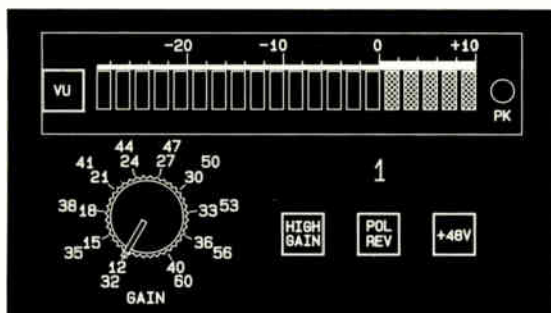 -20 -10 0 +10
VU
PK
44 47
41 24 27 50
21 30
38 18 33 53
1
15 36
35 12 40 56
32 60
GAIN
HIGH
GAIN
POL
REV
+48V